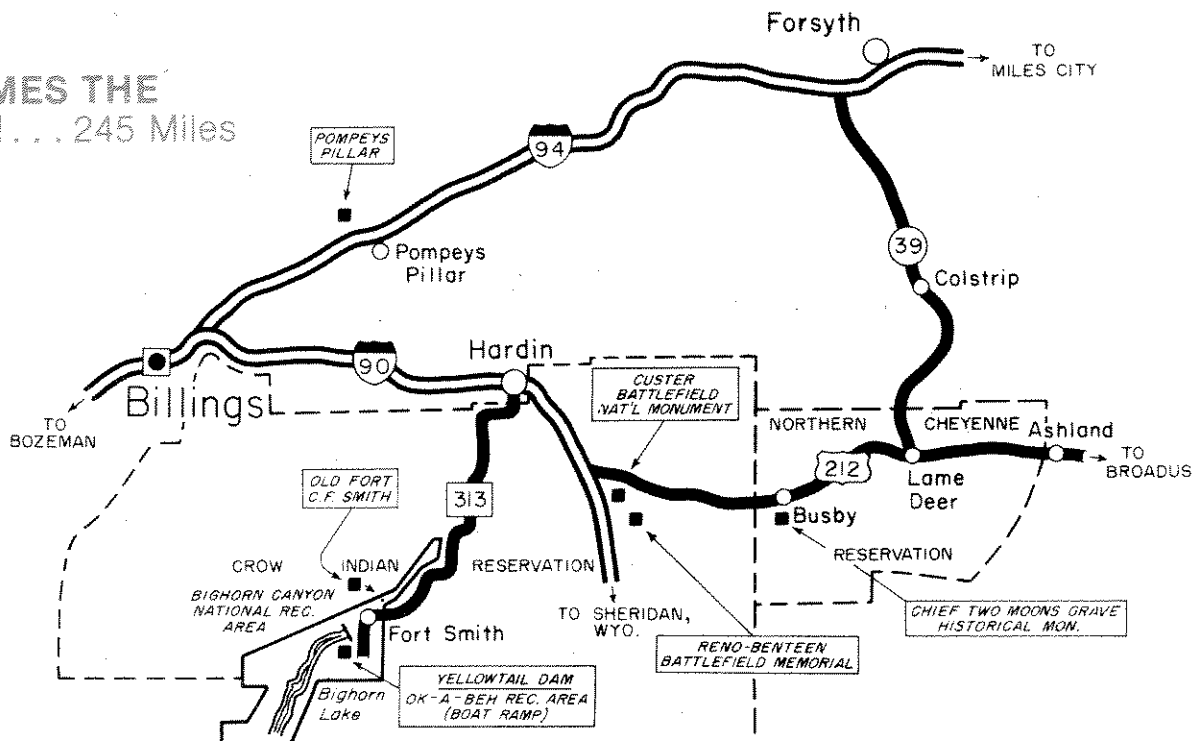 Forsyth
TO
MILES CITY
MES THE
... 245 Miles
POMPEYS
PILLAR
94
Pompeys
Pillar
39
Colstrip
Hardin
90
Billings
TO
BOZEMAN
CUSTER
BATTLEFIELD
NAT'L MONUMENT
NORTHERN CHEYENNE
Ashland
TO
BROADUS
212
Lame
Deer
Busby
OLD FORT
C.F. SMITH
313
CROW INDIAN RESERVATION
RESERVATION
BIGHORN CANYON
NATIONAL REC.
AREA
Fort Smith
TO SHERIDAN,
WYO.
CHIEF TWO MOONS GRAVE
HISTORICAL MON.
RENO-BENTEEN
BATTLEFIELD MEMORIAL
YELLOWTAIL DAM
OK-A-BEH REC. AREA
(BOAT RAMP)
Bighorn
Lake